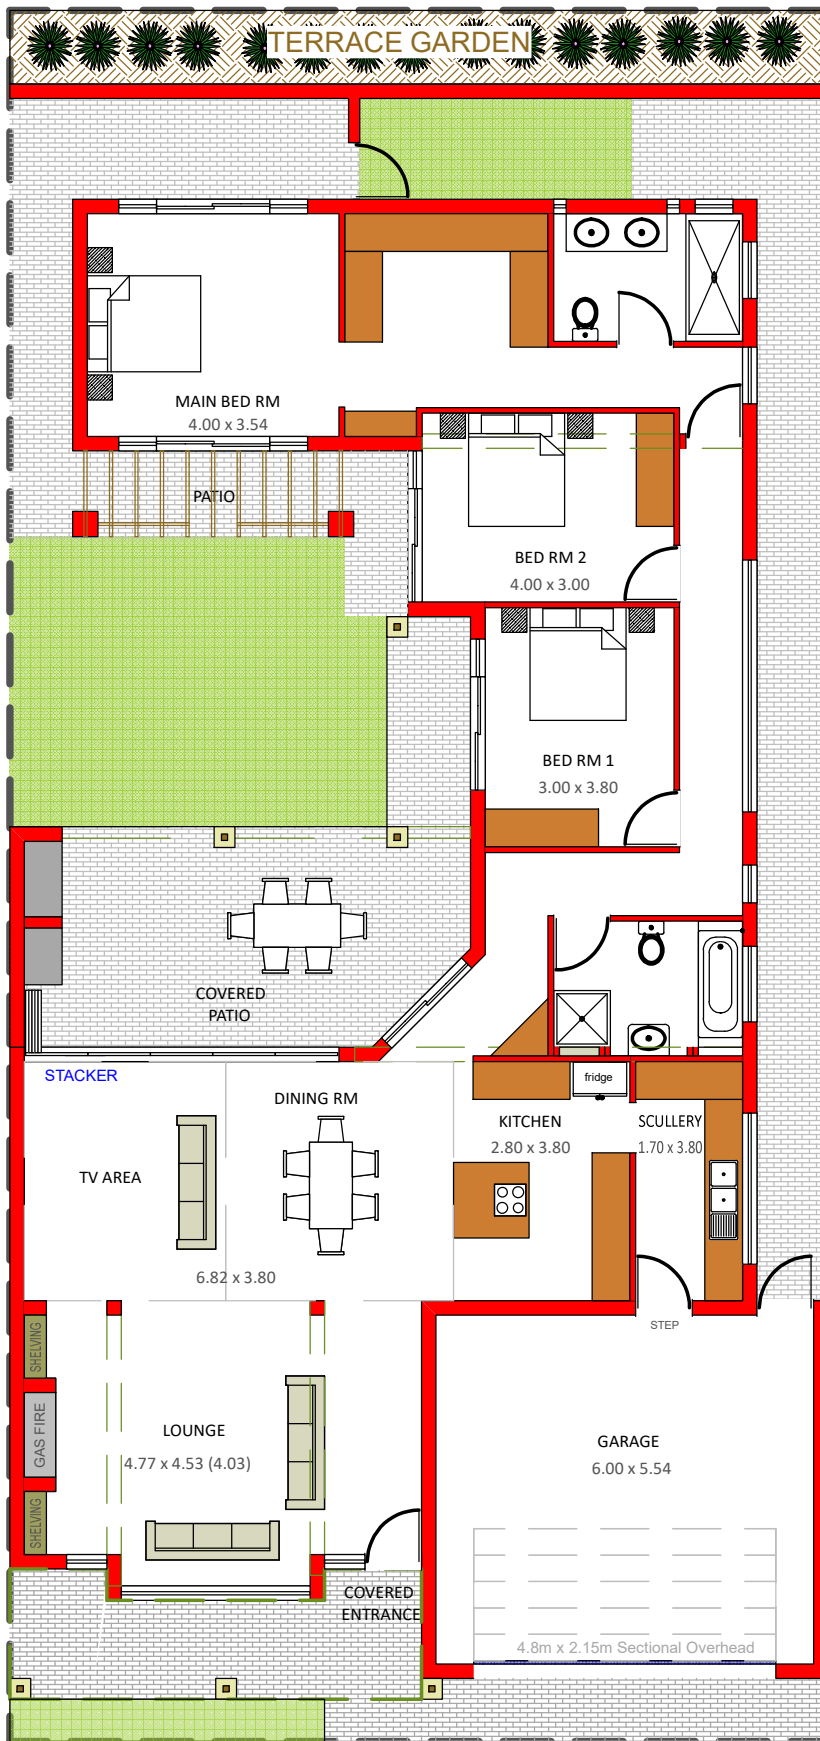 TERRACE GARDEN
MAIN BED RM
4.00 x 3.54
PATIO
BED RM 2
4.00 x 3.00
BED RM 1
3.00 x 3.80
COVERED
PATIO
STACKER
DINING RM
fridge
KITCHEN
2.80 x 3.80
SCULLERY
1.70 x 3.80
TV AREA
6.82 x 3.80
STEP
SHELVING
GAS FIRE
SHELVING
LOUNGE
4.77 x 4.53 (4.03)
GARAGE
6.00 x 5.54
COVERED
ENTRANCE
4.8m x 2.15m Sectional Overhead